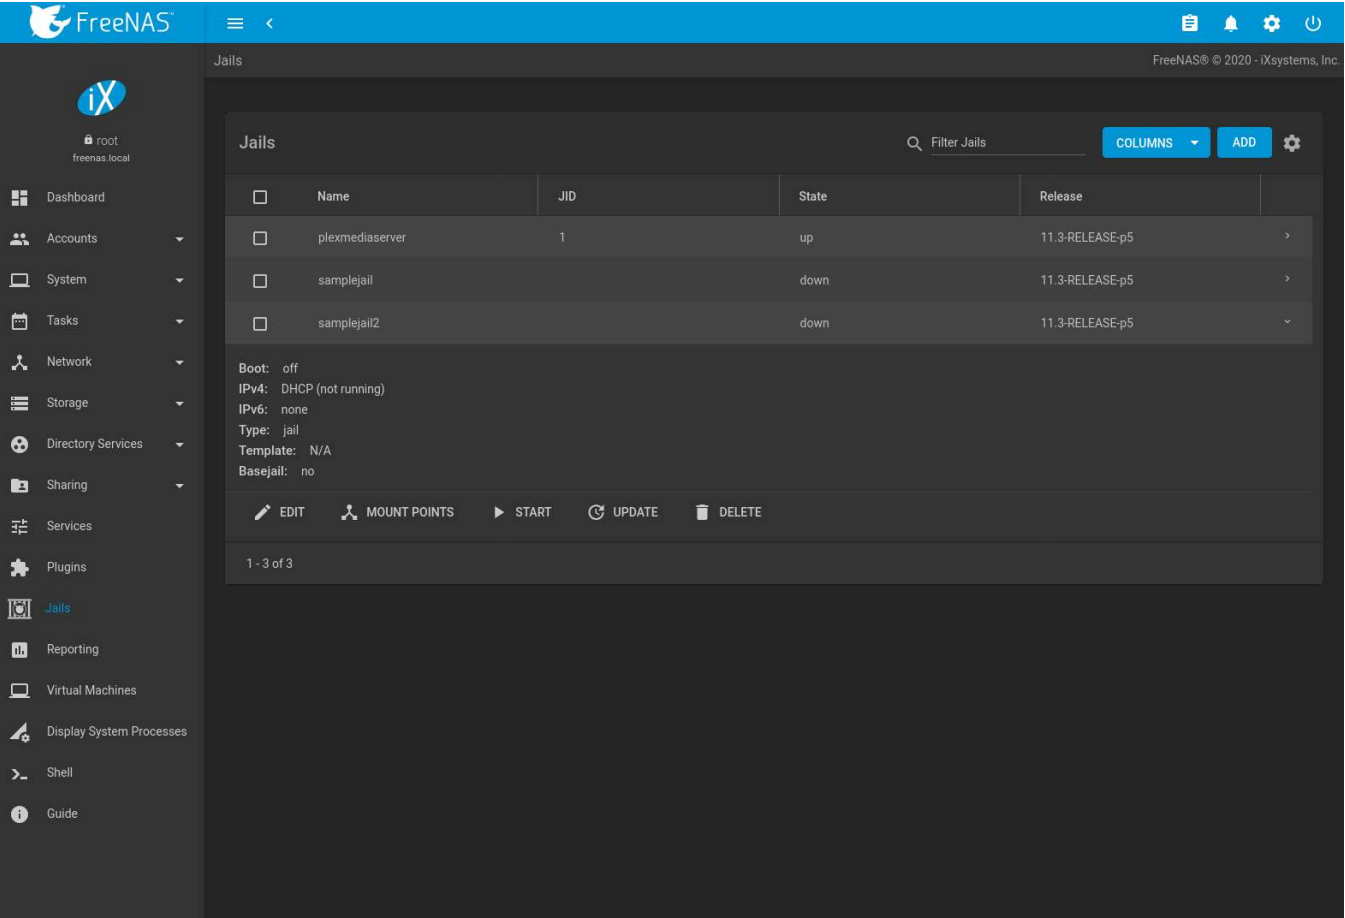 FreeNAS™
Jails
FreeNAS® © 2020 - iXsystems, Inc.
iX
root
freenas.local
Dashboard
Accounts
System
Tasks
Network
Storage
Directory Services
Sharing
Services
Plugins
Jails
Reporting
Virtual Machines
Display System Processes
Shell
Guide
Jails
Filter Jails
COLUMNS
ADD
Name JID State Release
plexmediaserver 1 up 11.3-RELEASE-p5
samplejail down 11.3-RELEASE-p5
samplejail2 down 11.3-RELEASE-p5
Boot: off
IPv4: DHCP (not running)
IPv6: none
Type: jail
Template: N/A
Basejail: no
EDIT MOUNT POINTS START UPDATE DELETE
1 - 3 of 3